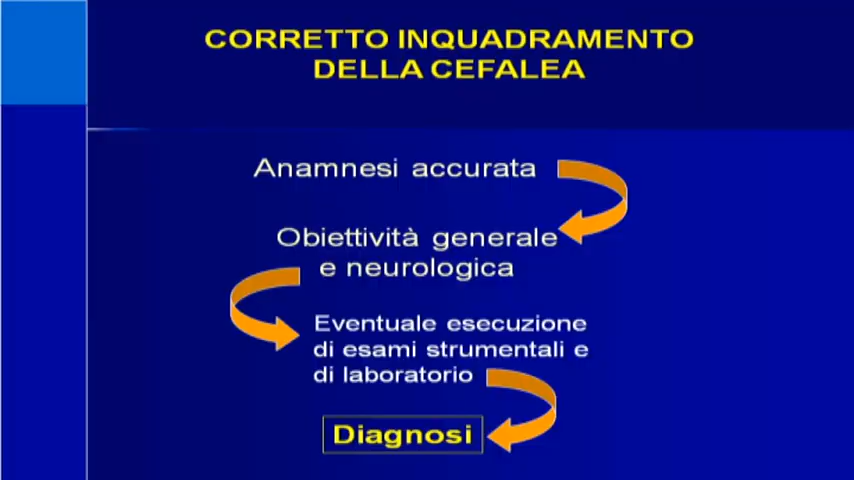 CORRETTO INQUADRAMENTO
DELLA CEFALEA
Anamnesi accurata
Obiettività generale
e neurologica
Eventuale esecuzione
di esami strumentali e
di laboratorio
Diagnosi